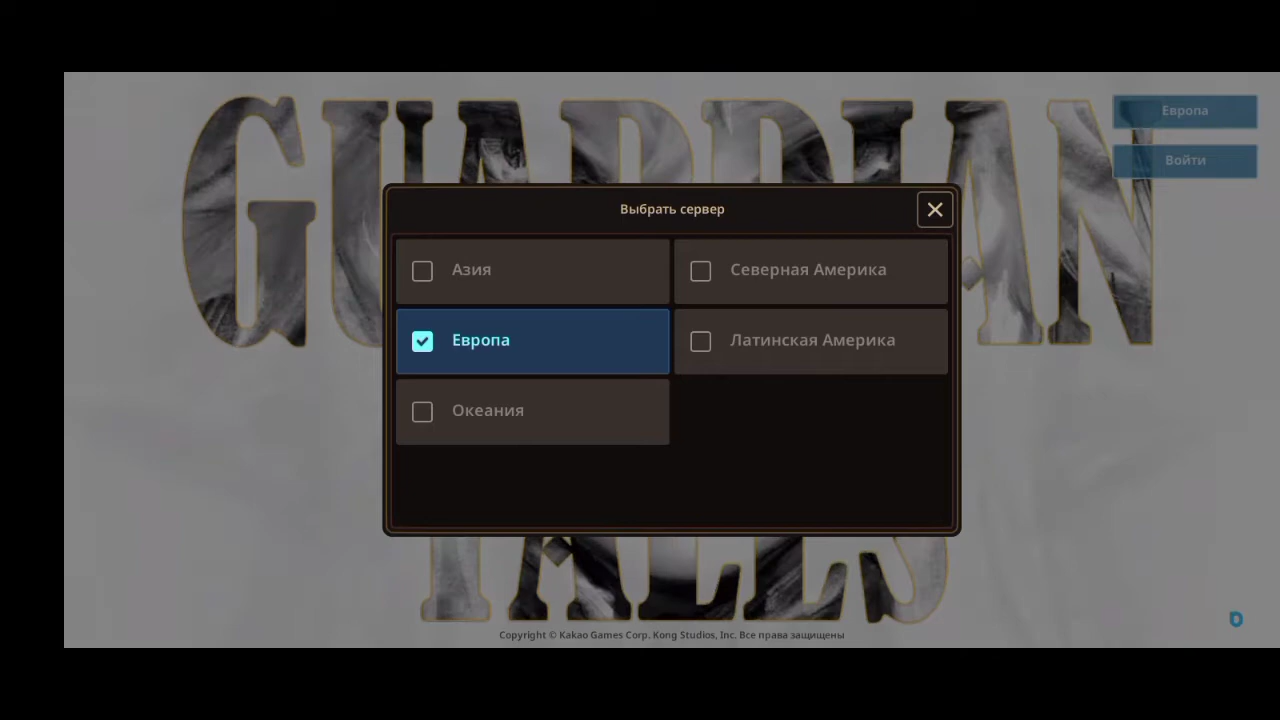 GUARDIAN
TALES
Европа
Войти
Выбрать сервер
Азия
Северная Америка
Европа
Латинская Америка
Океания
Copyright © Kakao Games Corp. Kong Studios, Inc. Все права защищены